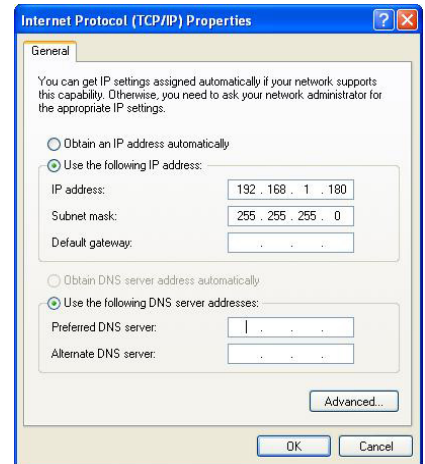 Internet Protocol (TCP/IP) Properties
General
You can get IP settings assigned automatically if your network supports
this capability. Otherwise, you need to ask your network administrator for
the appropriate IP settings.
Obtain an IP address automatically
Use the following IP address:
IP address: 192 . 168 . 1 . 180
Subnet mask: 255 . 255 . 255 . 0
Default gateway: . . .
Obtain DNS server address automatically
Use the following DNS server addresses:
Preferred DNS server: . . .
Alternate DNS server: . . .
Advanced...
OK Cancel